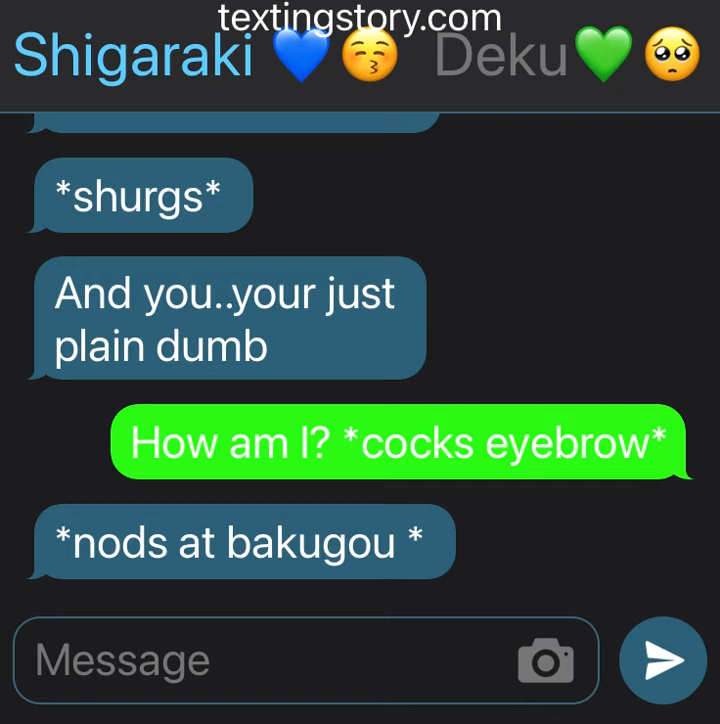 textingstory.com
Shigaraki 💙😚 Deku💚🥺
*shurgs*
And you..your just
plain dumb
How am I? *cocks eyebrow*
*nods at bakugou *
Message